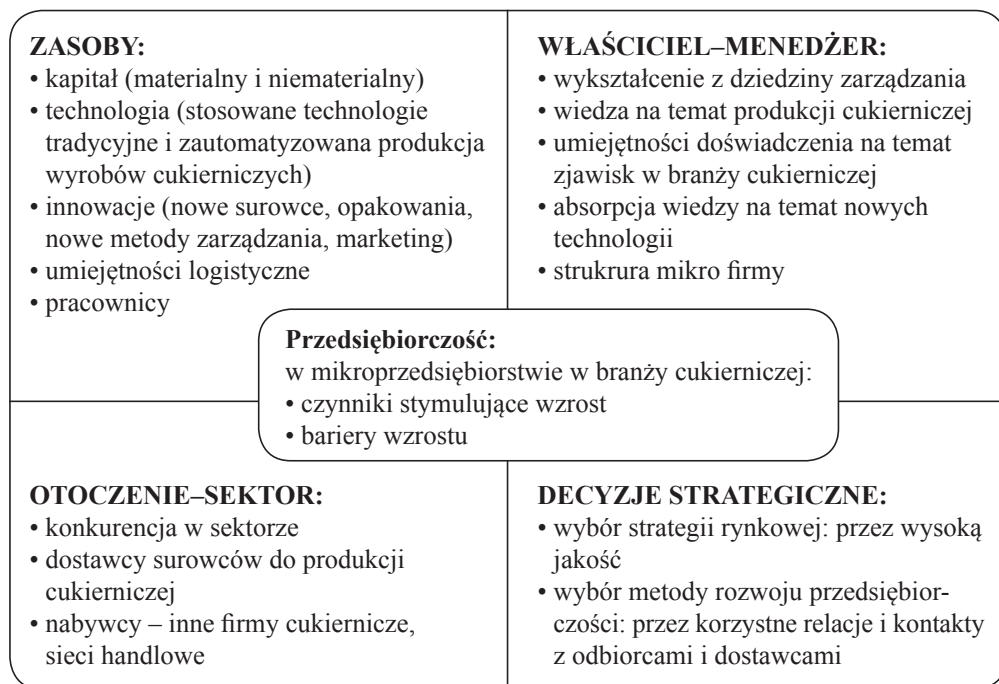 ZASOBY:
• kapitał (materialny i niematerialny)
• technologia (stosowane technologie
tradycyjne i zautomatyzowana produkcja
wyrobów cukierniczych)
• innowacje (nowe surowce, opakowania,
nowe metody zarządzania, marketing)
• umiejętności logistyczne
• pracownicy
WŁAŚCICIEL–MENEDŻER:
• wykształcenie z dziedziny zarządzania
• wiedza na temat produkcji cukierniczej
• umiejętności doświadczenia na temat
zjawisk w branży cukierniczej
• absorpcja wiedzy na temat nowych
technologii
• strukrura mikro firmy
Przedsiębiorczość:
w mikroprzedsiębiorstwie w branży cukierniczej:
• czynniki stymulujące wzrost
• bariery wzrostu
OTOCZENIE–SEKTOR:
• konkurencja w sektorze
• dostawcy surowców do produkcji
cukierniczej
• nabywcy – inne firmy cukiernicze,
sieci handlowe
DECYZJE STRATEGICZNE:
• wybór strategii rynkowej: przez wysoką
jakość
• wybór metody rozwoju przedsiębior-
czości: przez korzystne relacje i kontakty
z odbiorcami i dostawcami